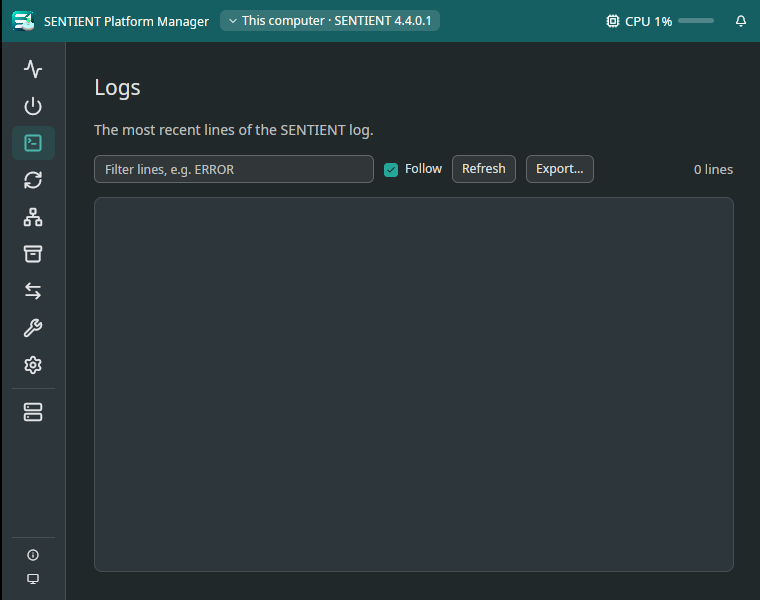 SENTIENT Platform Manager
This computer · SENTIENT 4.4.0.1
CPU 1%
Logs
The most recent lines of the SENTIENT log.
Filter lines, e.g. ERROR
Follow
Refresh
Export...
0 lines